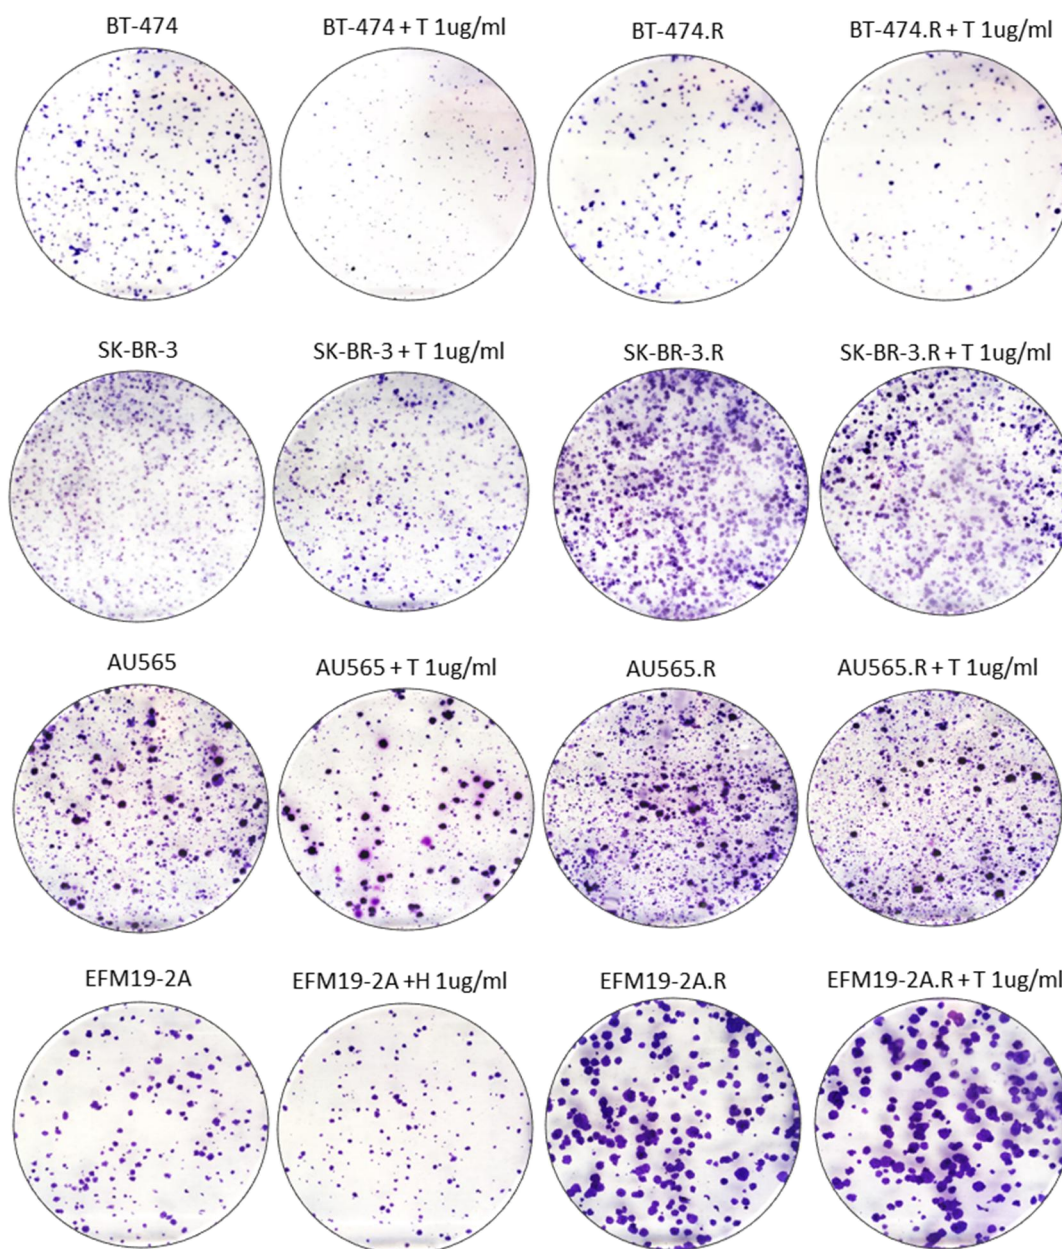 BT-474 BT-474 + T 1ug/ml BT-474.R BT-474.R + T 1ug/ml
SK-BR-3 SK-BR-3 + T 1ug/ml SK-BR-3.R SK-BR-3.R + T 1ug/ml
AU565 AU565 + T 1ug/ml AU565.R AU565.R + T 1ug/ml
EFM19-2A EFM19-2A +H 1ug/ml EFM19-2A.R EFM19-2A.R + T 1ug/ml